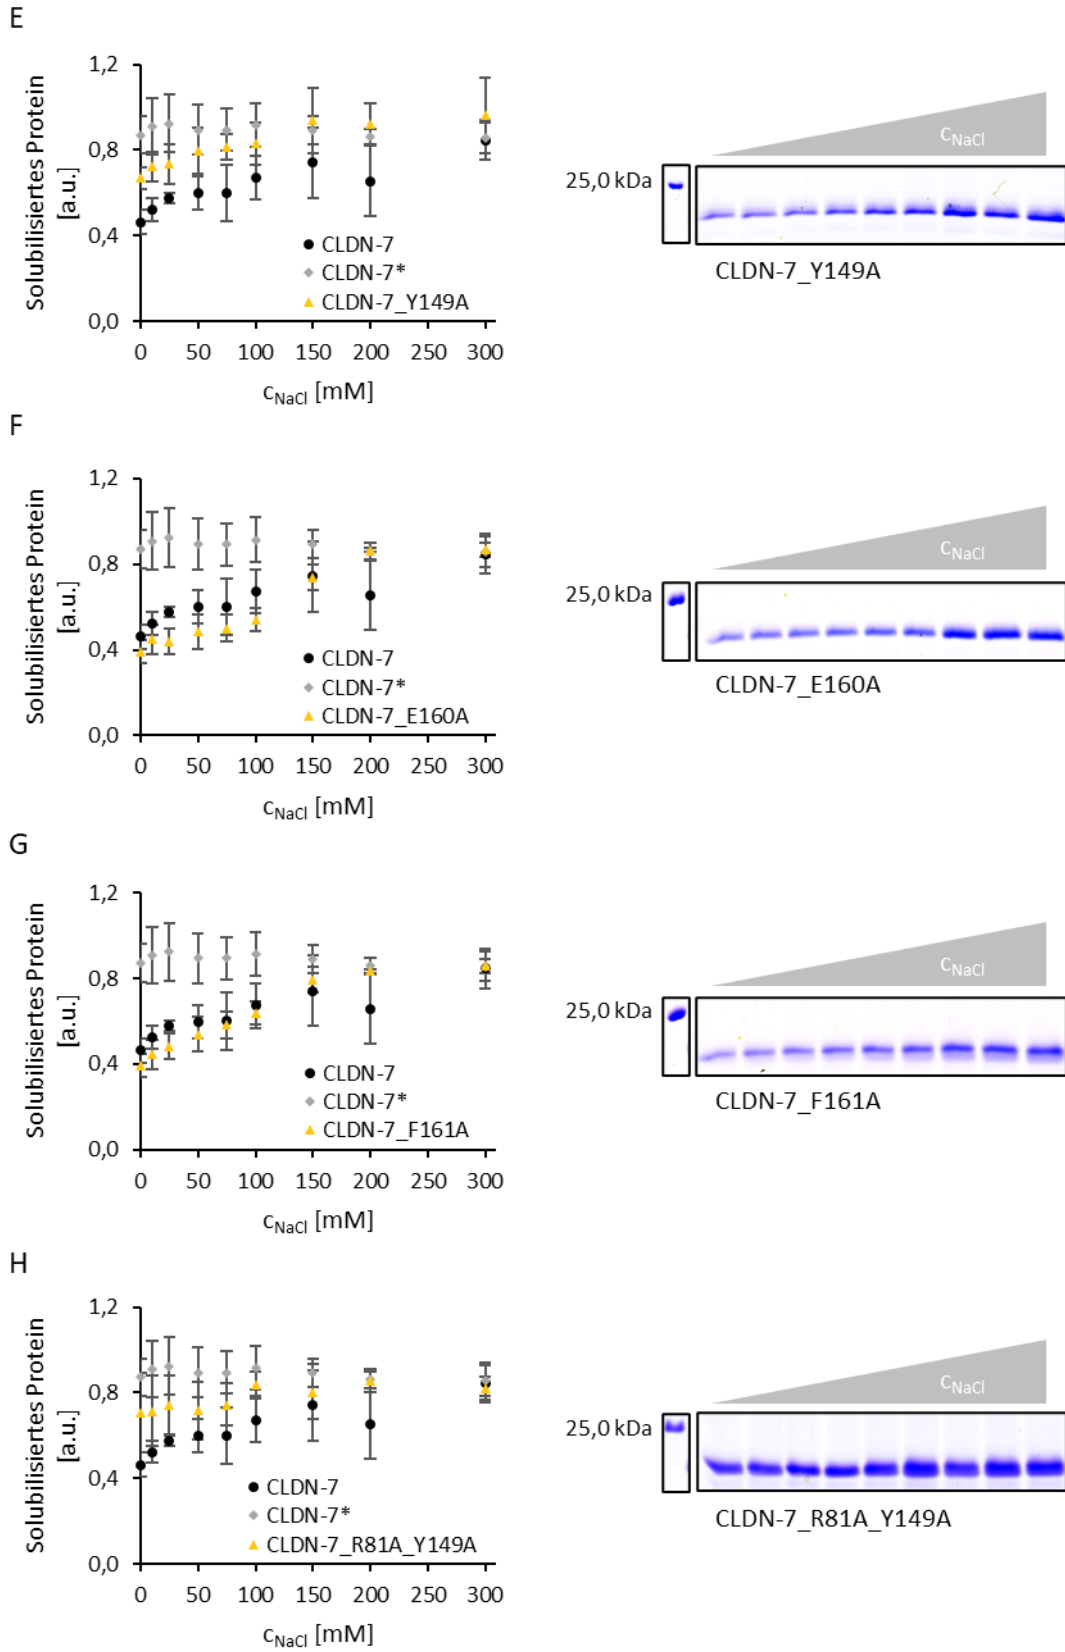 E
Solubilisiertes Protein
[a.u.]
1,2
0,8
0,4
0,0
CLDN-7
CLDN-7*
CLDN-7_Y149A
0 50 100 150 200 250 300
cNaCl [mM]
cNaCl
25,0 kDa
CLDN-7_Y149A
F
Solubilisiertes Protein
[a.u.]
1,2
0,8
0,4
0,0
CLDN-7
CLDN-7*
CLDN-7_E160A
0 50 100 150 200 250 300
cNaCl [mM]
cNaCl
25,0 kDa
CLDN-7_E160A
G
Solubilisiertes Protein
[a.u.]
1,2
0,8
0,4
0,0
CLDN-7
CLDN-7*
CLDN-7_F161A
0 50 100 150 200 250 300
cNaCl [mM]
cNaCl
25,0 kDa
CLDN-7_F161A
H
Solubilisiertes Protein
[a.u.]
1,2
0,8
0,4
0,0
CLDN-7
CLDN-7*
CLDN-7_R81A_Y149A
0 50 100 150 200 250 300
cNaCl [mM]
cNaCl
25,0 kDa
CLDN-7_R81A_Y149A